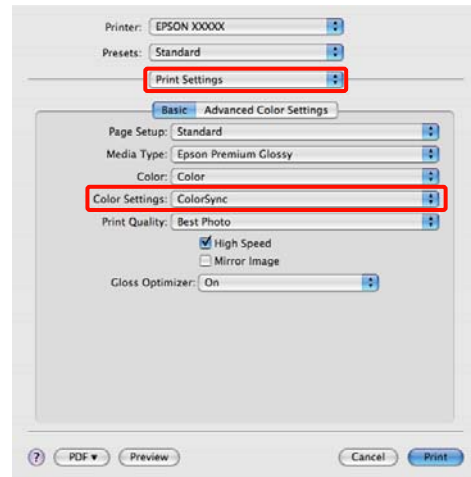 Printer: EPSON XXXXX
Presets: Standard
Print Settings
Basic Advanced Color Settings
Page Setup: Standard
Media Type: Epson Premium Glossy
Color: Color
Color Settings: ColorSync
Print Quality: Best Photo
High Speed
Mirror Image
Gloss Optimizer: On
? PDF ▼ Preview Cancel Print